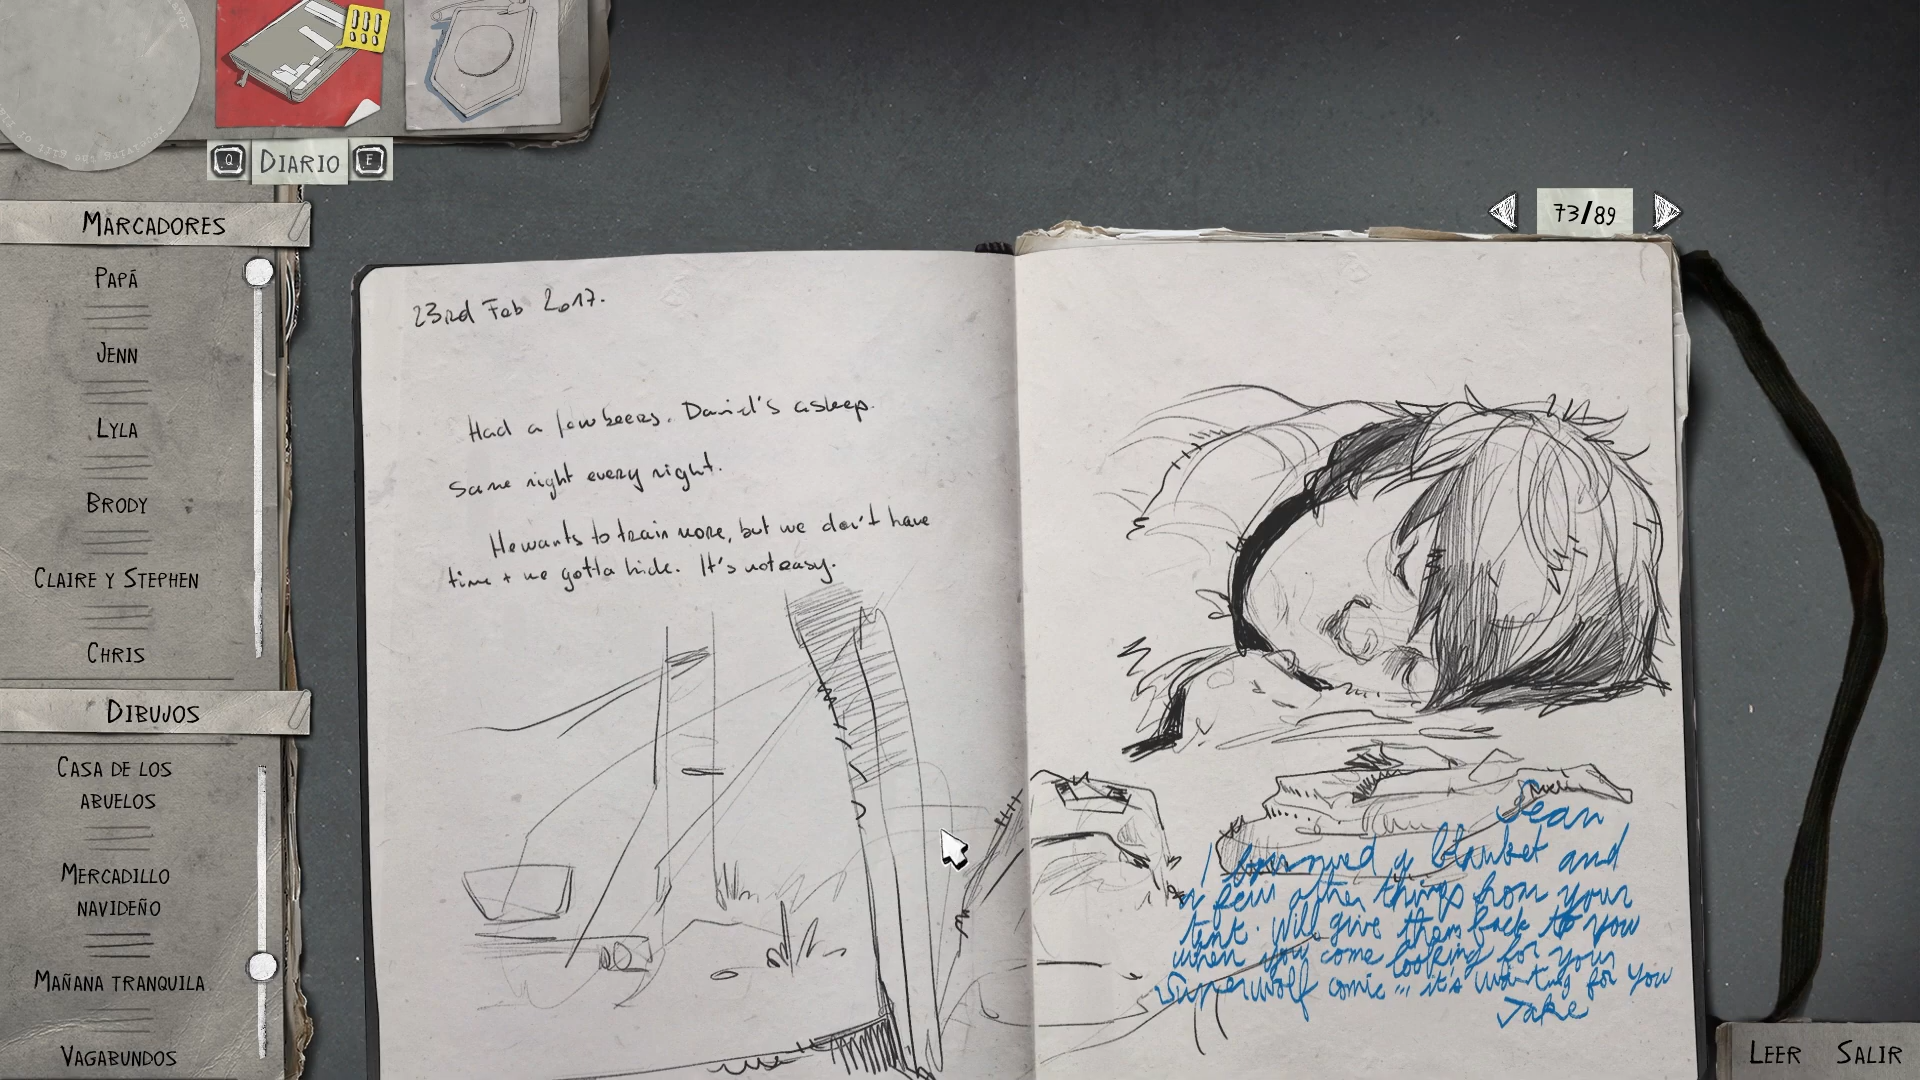 Q DIARIO E
MARCADORES
PAPÁ
JENN
LYLA
BRODY
CLAIRE Y STEPHEN
CHRIS
DIBUJOS
CASA DE LOS
ABUELOS
MERCADILLO
NAVIDEÑO
MAÑANA TRANQUILA
VAGABUNDOS
73/89
23rd Feb 2017.
Had a few beers. Daniel's asleep.
Same night every night.
He wants to train more, but we don't have
time + we gotta hide. It's not easy.
Sean
I borrowed a blanket and
a few other things from your
tent. Will give them back to you
when you come looking for your
Superwolf comic... it's waiting for you
Jake
LEER SALIR